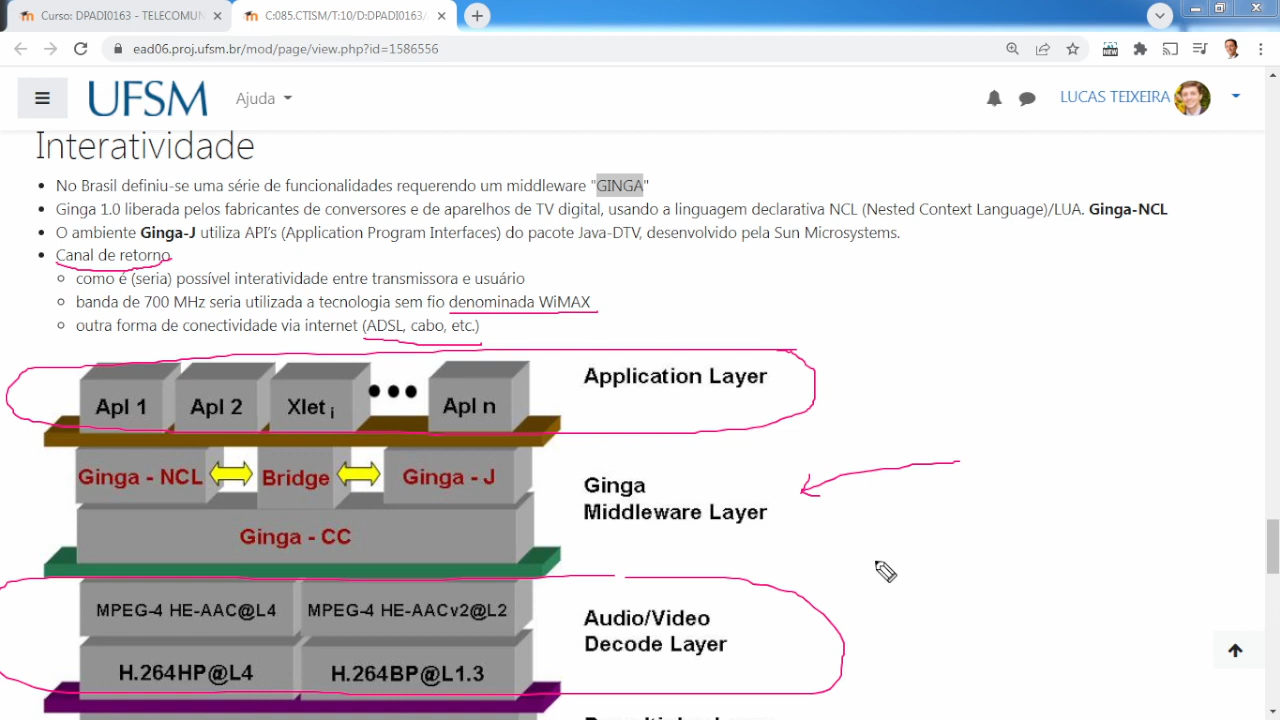 Curso: DPADI0163 - TELECOMUN
C:085.CTISM/T:10/D:DPADI0163/
ead06.proj.ufsm.br/mod/page/view.php?id=1586556
UFSM
Ajuda
LUCAS TEIXEIRA
Interatividade
No Brasil definiu-se uma série de funcionalidades requerendo um middleware "GINGA"
Ginga 1.0 liberada pelos fabricantes de conversores e de aparelhos de TV digital, usando a linguagem declarativa NCL (Nested Context Language)/LUA. Ginga-NCL
O ambiente Ginga-J utiliza API's (Application Program Interfaces) do pacote Java-DTV, desenvolvido pela Sun Microsystems.
Canal de retorno
como é (seria) possível interatividade entre transmissora e usuário
banda de 700 MHz seria utilizada a tecnologia sem fio denominada WiMAX
outra forma de conectividade via internet (ADSL, cabo, etc.)
Apl 1 Apl 2 Xlet i Apl n
Application Layer
Ginga - NCL Bridge Ginga - J
Ginga
Middleware Layer
Ginga - CC
MPEG-4 HE-AAC@L4 MPEG-4 HE-AACv2@L2
Audio/Video
Decode Layer
H.264HP@L4 H.264BP@L1.3